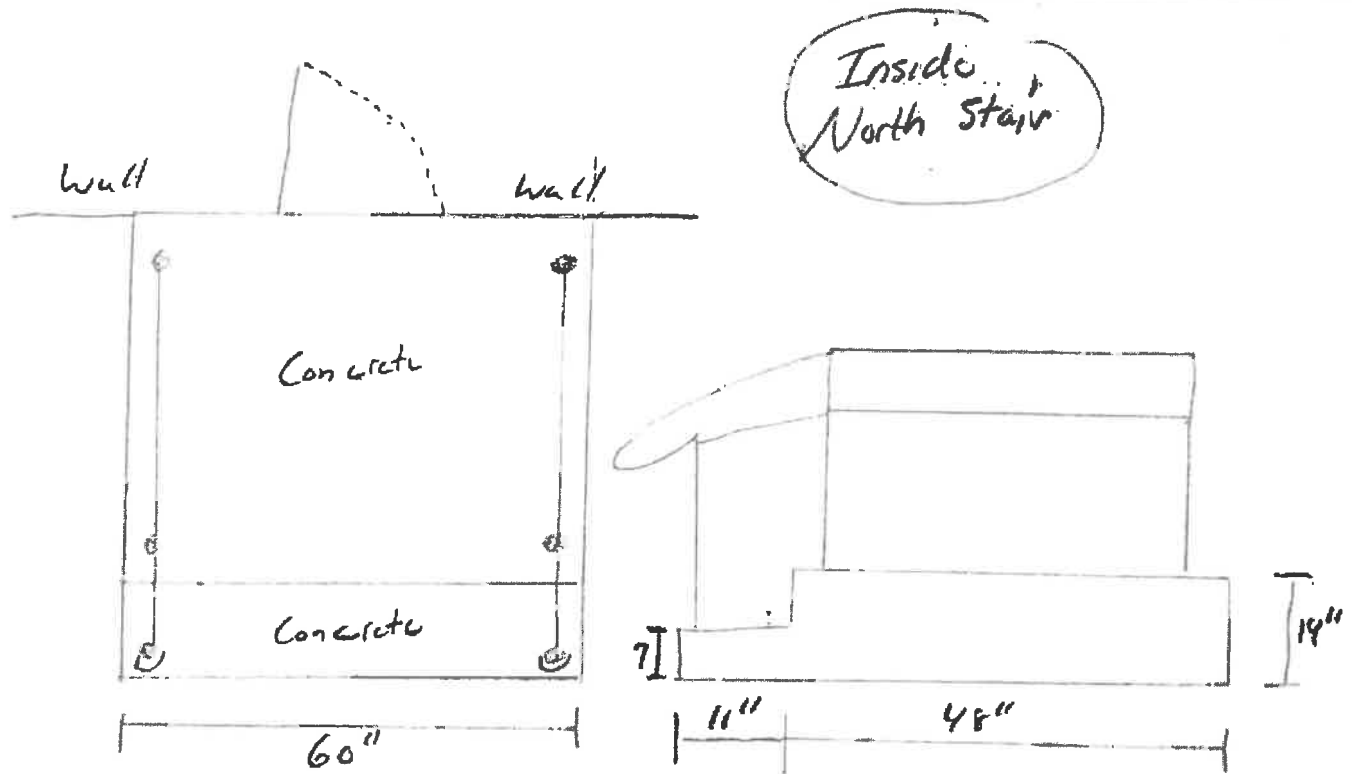 Inside
North Stair
Wall
Wall
Concrete
Concrete
7
14"
11"
48"
60"